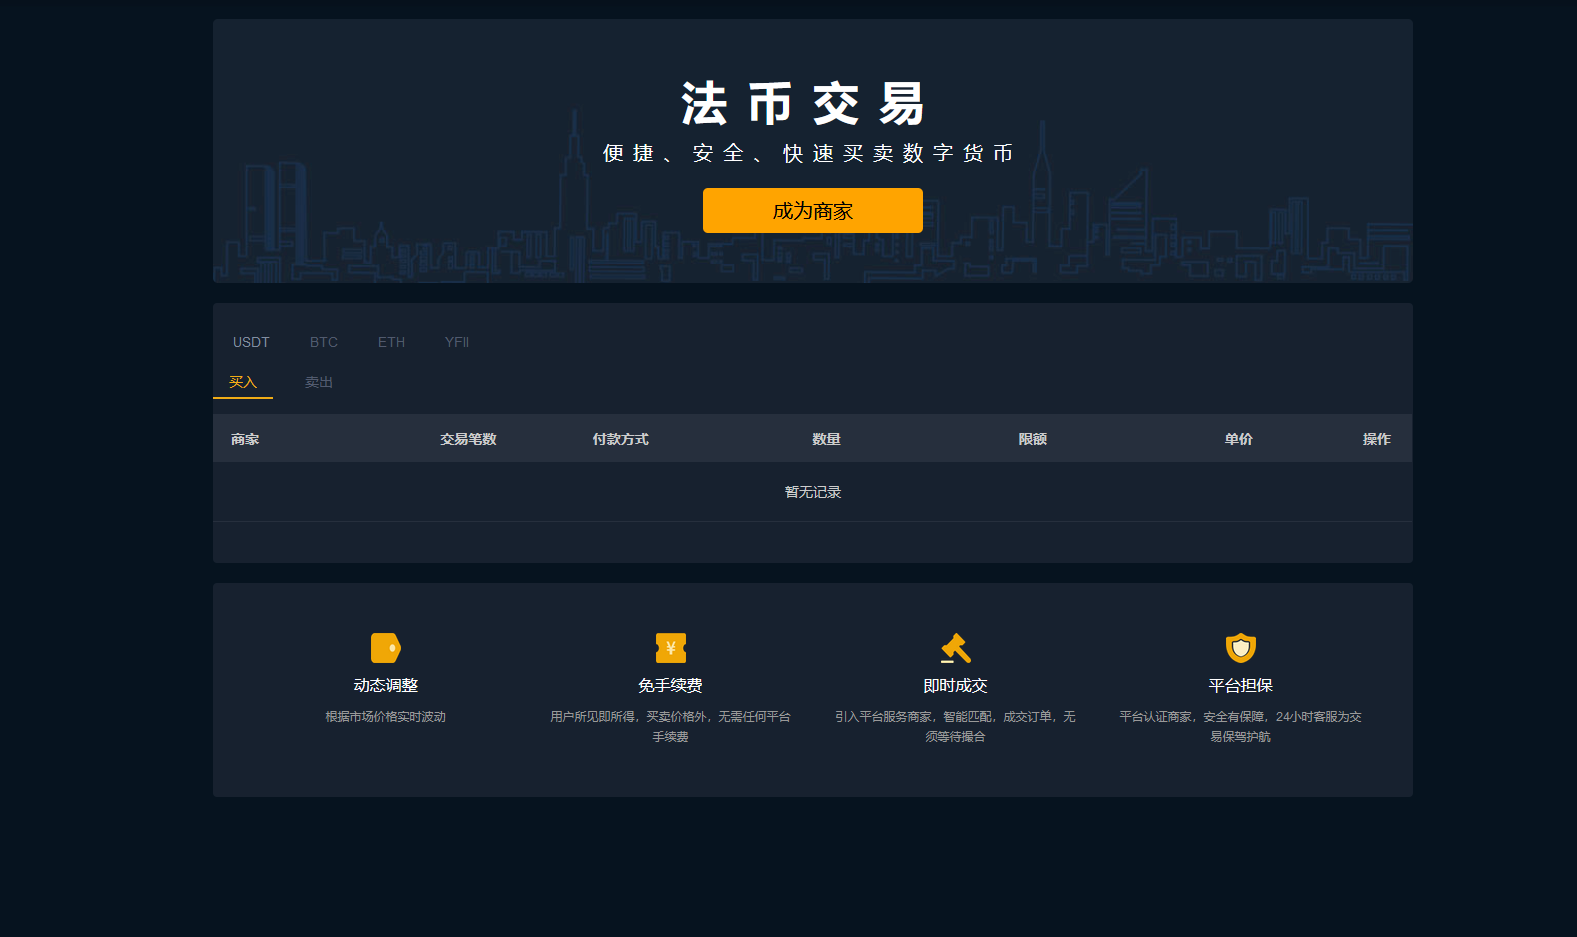 法币交易
便捷、安全、快速买卖数字货币
成为商家
USDT BTC ETH YFII
买入 卖出
商家 交易笔数 付款方式 数量 限额 单价 操作
暂无记录
动态调整
根据市场价格实时波动
免手续费
用户所见即所得，买卖价格外，无需任何平台
手续费
即时成交
引入平台服务商家，智能匹配，成交订单，无
须等待撮合
平台担保
平台认证商家，安全有保障，24小时客服为交
易保驾护航